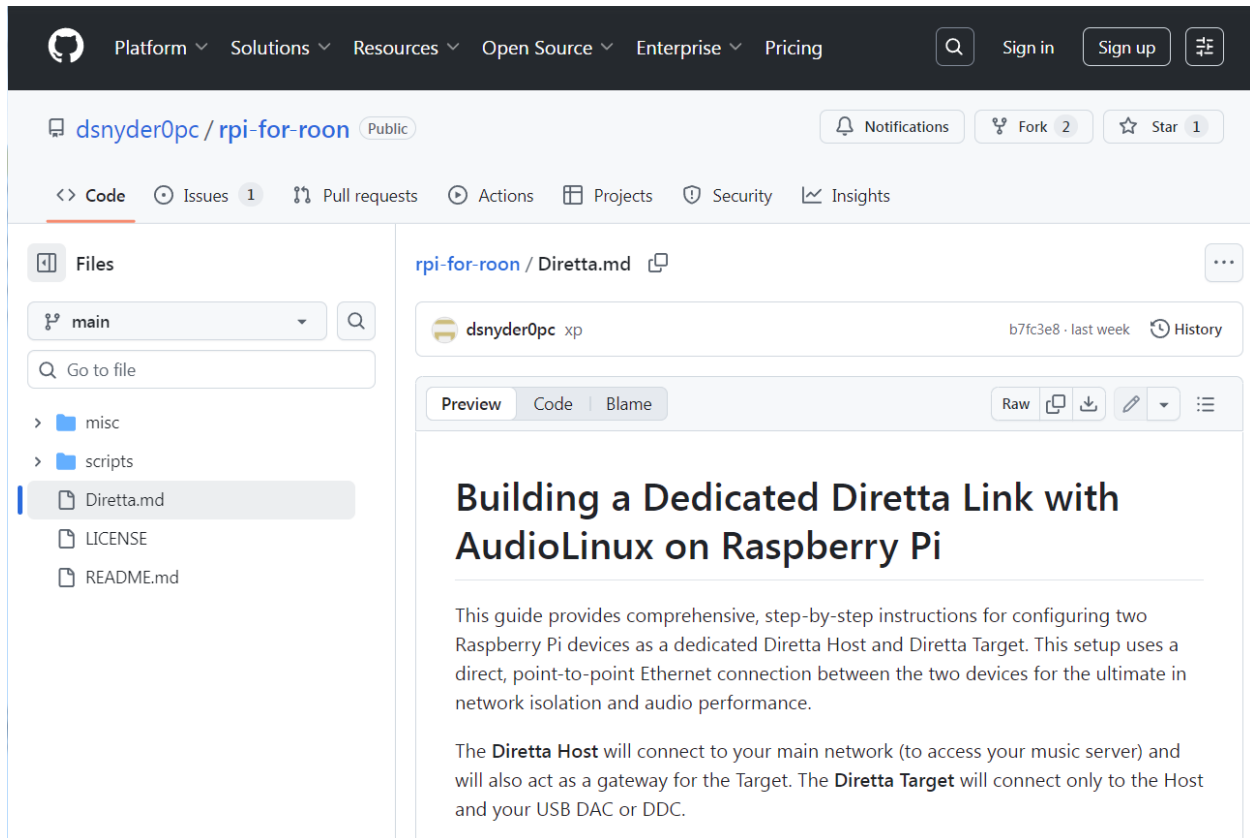 Platform Solutions Resources Open Source Enterprise Pricing Sign in Sign up
dsnyder0pc / rpi-for-roon Public Notifications Fork 2 Star 1
Code Issues 1 Pull requests Actions Projects Security Insights
Files
main
Go to file
misc
scripts
Diretta.md
LICENSE
README.md
rpi-for-roon / Diretta.md
dsnyder0pc xp b7fc3e8 · last week History
Preview Code Blame Raw
Building a Dedicated Diretta Link with
AudioLinux on Raspberry Pi
This guide provides comprehensive, step-by-step instructions for configuring two
Raspberry Pi devices as a dedicated Diretta Host and Diretta Target. This setup uses a
direct, point-to-point Ethernet connection between the two devices for the ultimate in
network isolation and audio performance.
The Diretta Host will connect to your main network (to access your music server) and
will also act as a gateway for the Target. The Diretta Target will connect only to the Host
and your USB DAC or DDC.